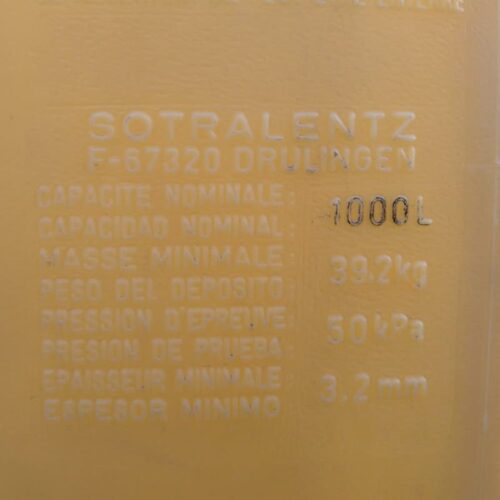 SOTRALENTZ
F-67320 DRULINGEN
CAPACITE NOMINALE:
CAPACIDAD NOMINAL: 1000L
MASSE MINIMALE:
PESO DEL DEPOSITO 39.2kg
PRESSION D'EPREUVE:
PRESION DE PRUEBA: 50kPa
EPAISSEUR MINIMALE:
ESPESOR MINIMO 3,2mm